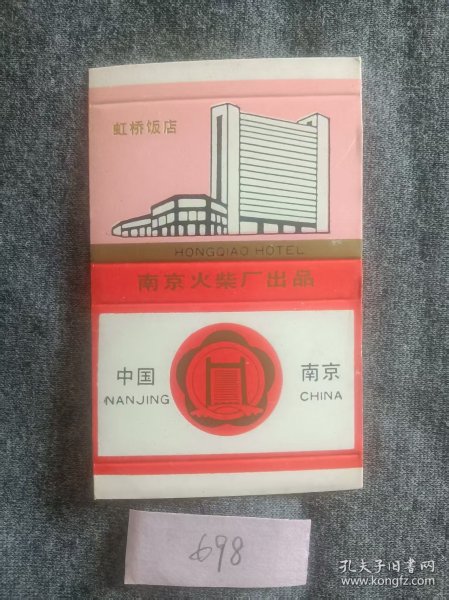 虹桥饭店
HONGQIAO HOTEL
南京火柴厂出品
中国 南京
NANJING CHINA
698
孔夫子旧书网
www.kongfz.com